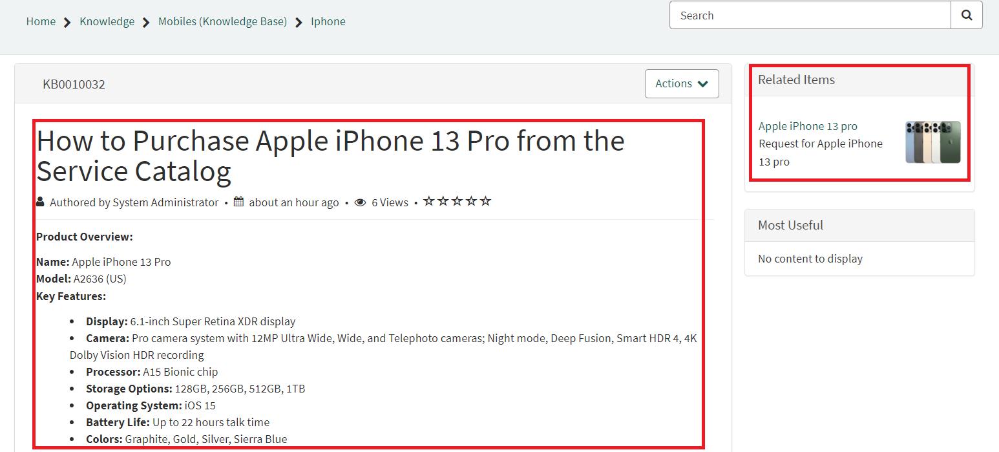 Home Knowledge Mobiles (Knowledge Base) Iphone
Search
KB0010032
Actions
How to Purchase Apple iPhone 13 Pro from the
Service Catalog
Authored by System Administrator • about an hour ago • 6 Views •
Product Overview:
Name: Apple iPhone 13 Pro
Model: A2636 (US)
Key Features:
• Display: 6.1-inch Super Retina XDR display
• Camera: Pro camera system with 12MP Ultra Wide, Wide, and Telephoto cameras; Night mode, Deep Fusion, Smart HDR 4, 4K
Dolby Vision HDR recording
• Processor: A15 Bionic chip
• Storage Options: 128GB, 256GB, 512GB, 1TB
• Operating System: iOS 15
• Battery Life: Up to 22 hours talk time
• Colors: Graphite, Gold, Silver, Sierra Blue
Related Items
Apple iPhone 13 pro
Request for Apple iPhone
13 pro
Most Useful
No content to display